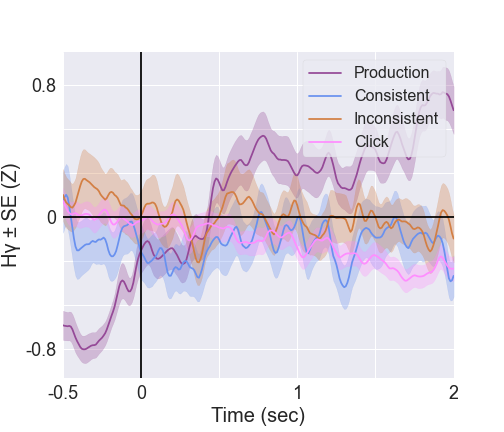 Production
Consistent
Inconsistent
Click
0.8
0
-0.8
Hγ ± SE (Z)
-0.5
0
1
2
Time (sec)